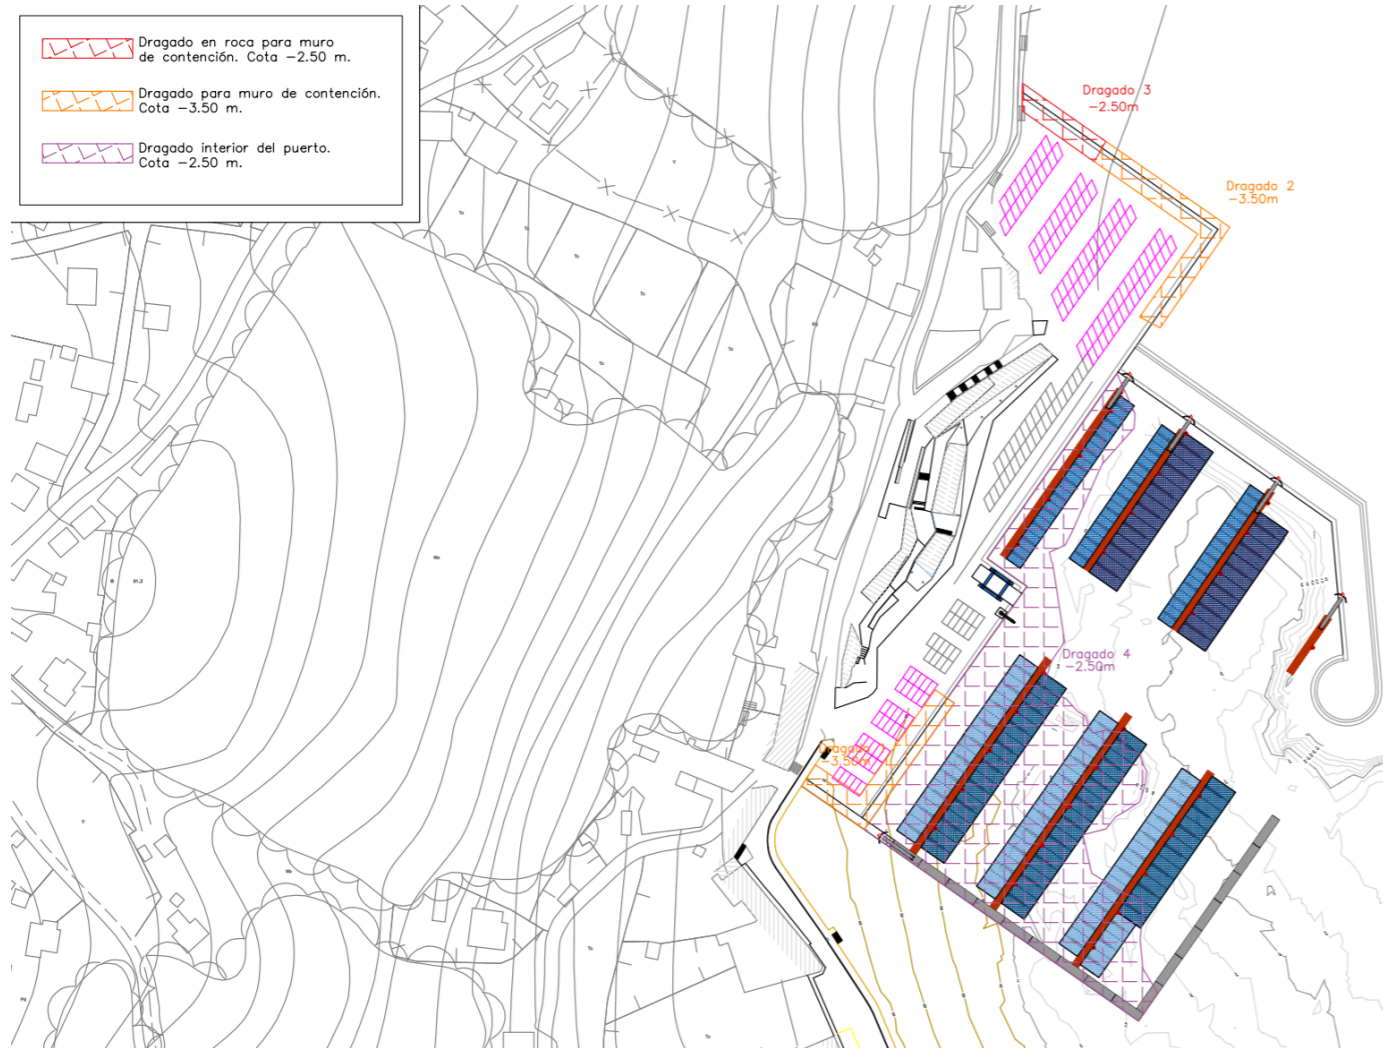 Dragado en roca para muro
de contención. Cota −2.50 m.
Dragado para muro de contención.
Cota −3.50 m.
Dragado interior del puerto.
Cota −2.50 m.
Dragado 3
−2.50m
Dragado 2
−3.50m
Dragado 4
−2.50m
Dragado
−3.50m